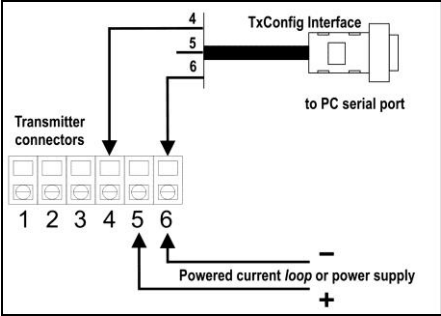 4
TxConfig Interface
5
6
to PC serial port
Transmitter
connectors
1 2 3 4 5 6
–
Powered current loop or power supply
+